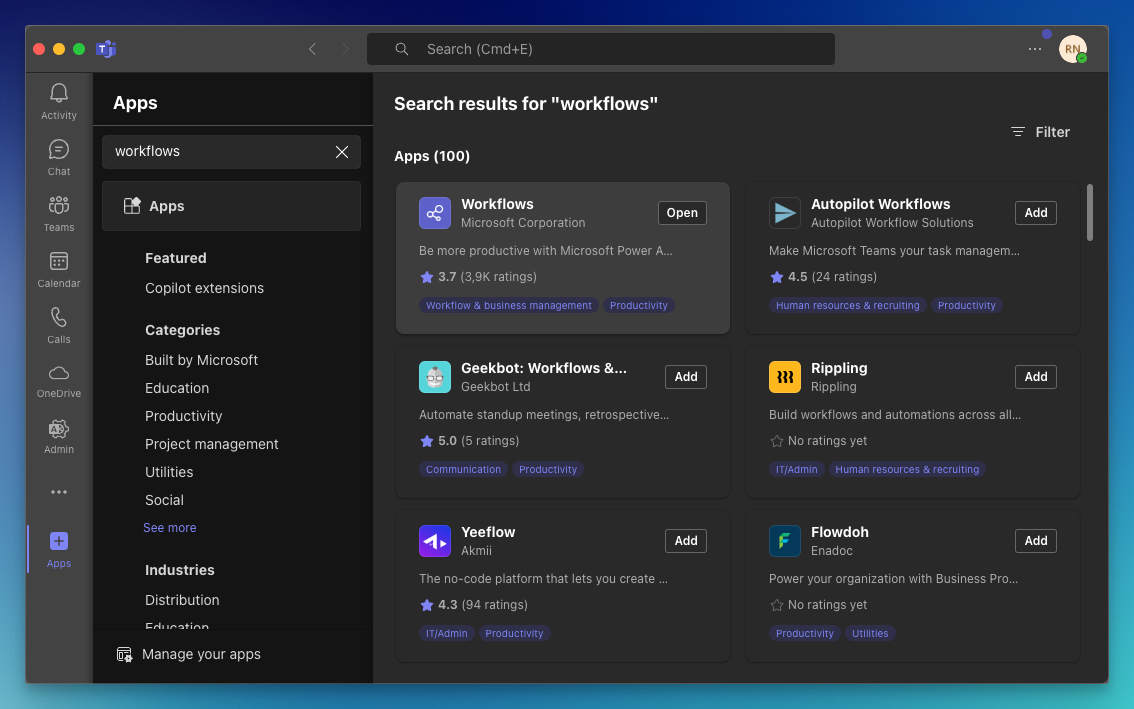 Search (Cmd+E)
RN
Activity
Chat
Teams
Calendar
Calls
OneDrive
Admin
Apps
Apps
workflows
Apps
Featured
Copilot extensions
Categories
Built by Microsoft
Education
Productivity
Project management
Utilities
Social
See more
Industries
Distribution
Education
Manage your apps
Search results for "workflows"
Filter
Apps (100)
Workflows
Microsoft Corporation
Open
Be more productive with Microsoft Power A...
3.7 (3,9K ratings)
Workflow & business management Productivity
Autopilot Workflows
Autopilot Workflow Solutions
Add
Make Microsoft Teams your task managem...
4.5 (24 ratings)
Human resources & recruiting Productivity
Geekbot: Workflows &...
Geekbot Ltd
Add
Automate standup meetings, retrospective...
5.0 (5 ratings)
Communication Productivity
Rippling
Rippling
Add
Build workflows and automations across all...
No ratings yet
IT/Admin Human resources & recruiting
Yeeflow
Akmii
Add
The no-code platform that lets you create ...
4.3 (94 ratings)
IT/Admin Productivity
Flowdoh
Enadoc
Add
Power your organization with Business Pro...
No ratings yet
Productivity Utilities